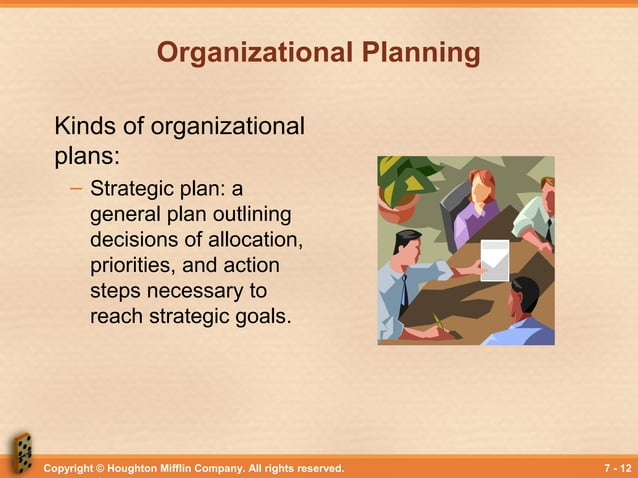 Organizational Planning
Kinds of organizational
plans:
– Strategic plan: a
general plan outlining
decisions of allocation,
priorities, and action
steps necessary to
reach strategic goals.
Copyright © Houghton Mifflin Company. All rights reserved.
7 - 12